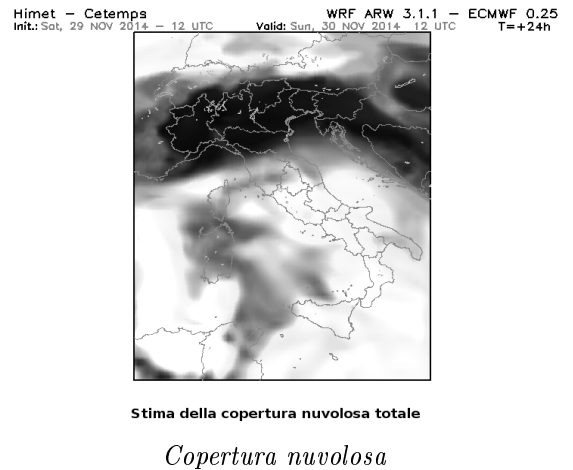 Himet – Cetemps WRF ARW 3.1.1 – ECMWF 0.25
Init.: Sat, 29 NOV 2014 – 12 UTC Valid: Sun, 30 NOV 2014 12 UTC T=+24h
Stima della copertura nuvolosa totale
Copertura nuvolosa